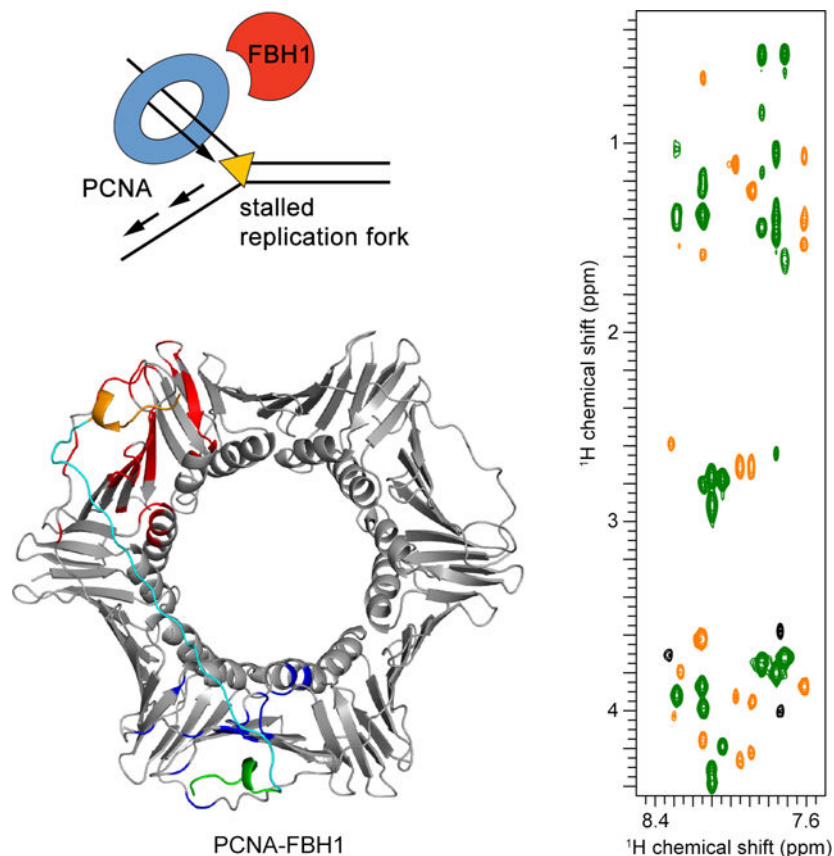 FBH1
PCNA
stalled
replication fork
PCNA-FBH1
1
2
3
4
¹H chemical shift (ppm)
8.4 7.6
¹H chemical shift (ppm)